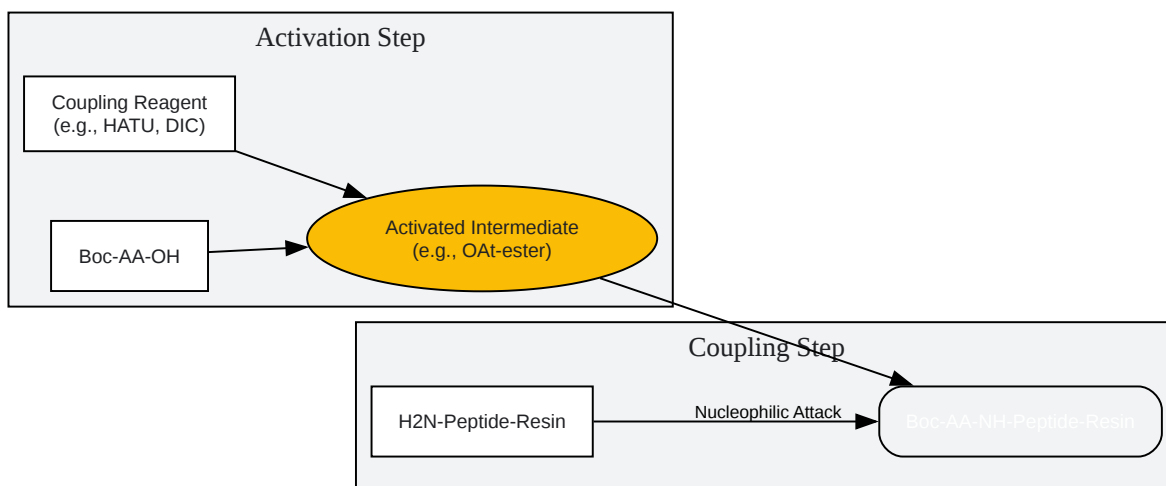 Activation Step
Coupling Reagent
(e.g., HATU, DIC)
Boc-AA-OH
Activated Intermediate
(e.g., OAt-ester)
Coupling Step
H2N-Peptide-Resin
Nucleophilic Attack
Boc-AA-NH-Peptide-Resin